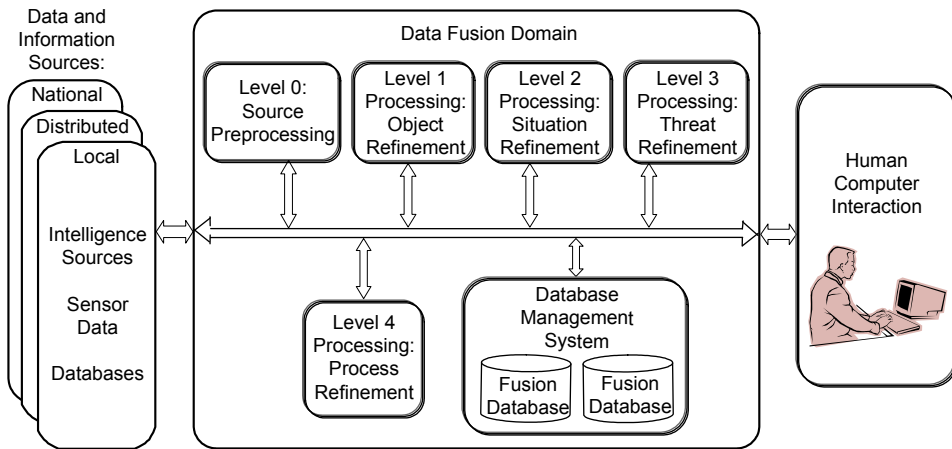 Data and
Information
Sources:
National
Distributed
Local
Intelligence
Sources
Sensor
Data
Databases
Data Fusion Domain
Level 0:
Source
Preprocessing
Level 1
Processing:
Object
Refinement
Level 2
Processing:
Situation
Refinement
Level 3
Processing:
Threat
Refinement
Level 4
Processing:
Process
Refinement
Database
Management
System
Fusion
Database
Fusion
Database
Human
Computer
Interaction